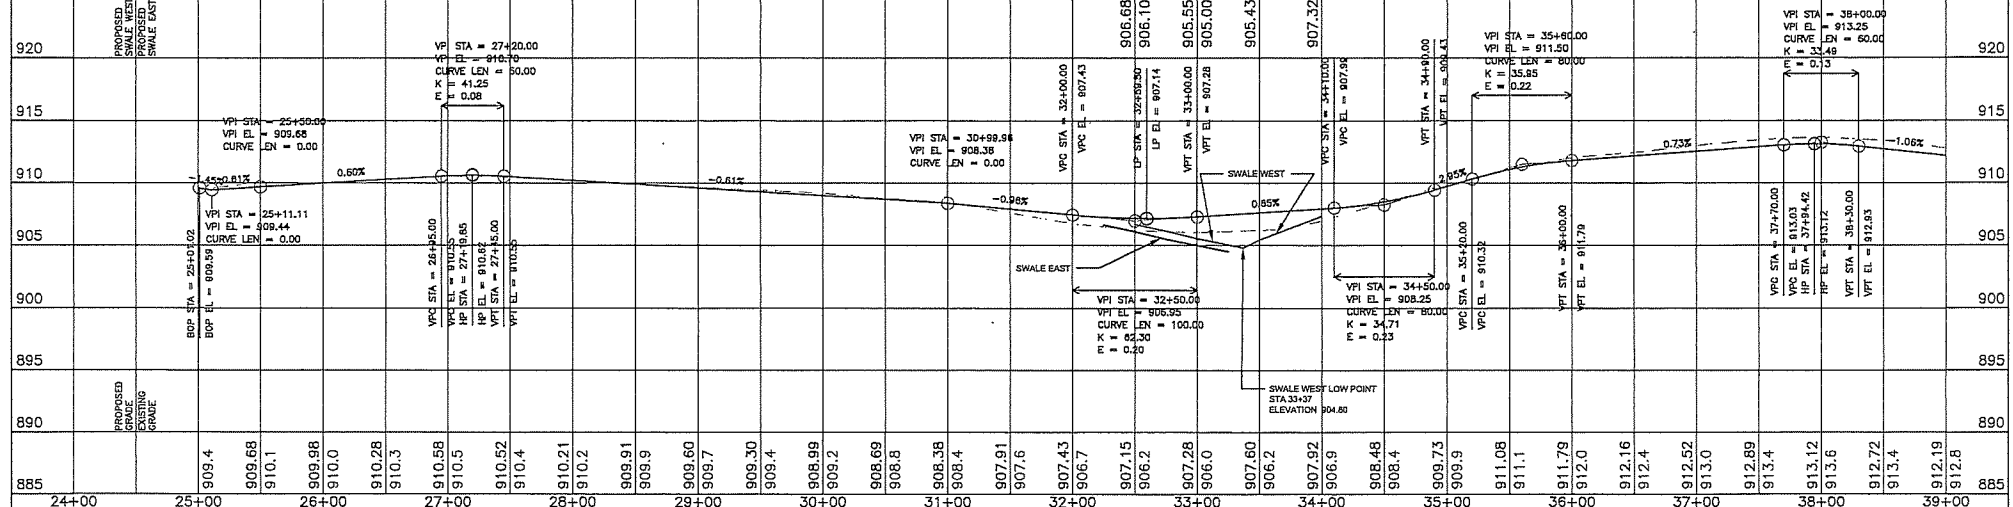 PROPOSED
SWALE WEST
PROPOSED
SWALE EAST
906.68
906.10
905.55
905.00
905.43
907.32
920
915
910
905
900
895
890
885
920
915
910
905
900
895
890
885
VPI STA = 25+50.00
VPI EL = 909.68
CURVE LEN = 0.00
VPI STA = 25+11.11
VPI EL = 909.44
CURVE LEN = 0.00
BOP STA = 25+01.02
BOP EL = 909.59
0.61%
0.60%
VPI STA = 27+20.00
VPI EL = 910.70
CURVE LEN = 50.00
K = 41.25
E = 0.08
VPC STA = 26+95.00
VPC EL = 910.55
HP STA = 27+19.85
HP EL = 910.62
VPT STA = 27+45.00
VPT EL = 910.55
-0.61%
VPI STA = 30+99.96
VPI EL = 908.38
CURVE LEN = 0.00
-0.96%
VPC STA = 32+00.00
VPC EL = 907.43
LP STA = 32+59.50
LP EL = 907.14
VPT STA = 33+00.00
VPT EL = 907.28
SWALE WEST
SWALE EAST
0.65%
VPI STA = 32+50.00
VPI EL = 906.95
CURVE LEN = 100.00
K = 62.30
E = 0.20
SWALE WEST LOW POINT
STA 33+37
ELEVATION 904.80
VPC STA = 34+10.00
VPC EL = 907.99
VPT STA = 34+90.00
VPT EL = 909.43
VPI STA = 34+50.00
VPI EL = 908.25
CURVE LEN = 80.00
K = 34.71
E = 0.23
2.95%
VPI STA = 35+60.00
VPI EL = 911.50
CURVE LEN = 80.00
K = 35.95
E = 0.22
VPC STA = 35+20.00
VPC EL = 910.32
VPT STA = 36+00.00
VPT EL = 911.79
0.73%
VPI STA = 38+00.00
VPI EL = 913.25
CURVE LEN = 60.00
K = 33.49
E = 0.13
VPC STA = 37+70.00
VPC EL = 913.03
HP STA = 37+94.42
HP EL = 913.12
VPT STA = 38+30.00
VPT EL = 912.93
-1.06%
PROPOSED
GRADE
EXISTING
GRADE
909.4
909.68
910.1
909.98
910.0
910.28
910.3
910.58
910.5
910.52
910.4
910.21
910.2
909.91
909.9
909.60
909.7
909.30
909.4
908.99
909.2
908.69
908.8
908.38
908.4
907.91
907.6
907.43
906.7
907.15
906.2
907.28
906.0
907.60
906.2
907.92
906.9
908.48
908.4
909.73
909.9
911.08
911.1
911.79
912.0
912.16
912.4
912.52
913.0
912.89
913.4
913.12
913.6
912.72
913.4
912.19
912.8
24+00
25+00
26+00
27+00
28+00
29+00
30+00
31+00
32+00
33+00
34+00
35+00
36+00
37+00
38+00
39+00